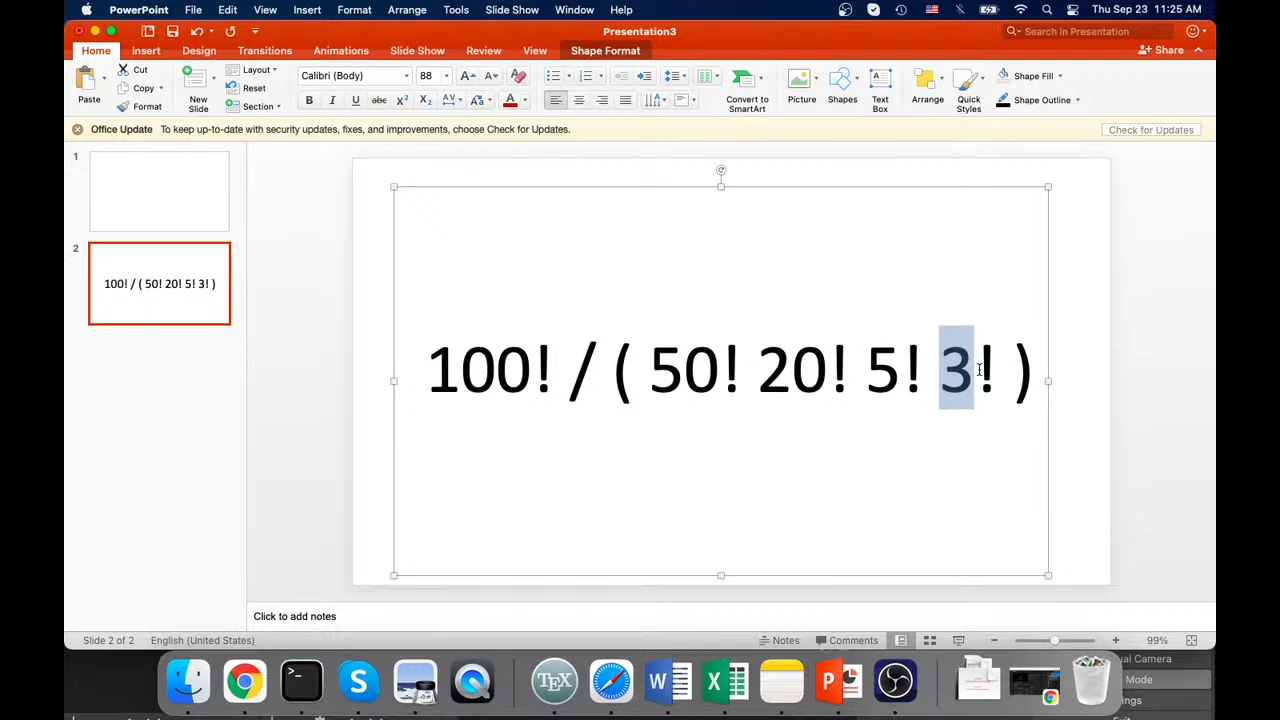 PowerPoint File Edit View Insert Format Arrange Tools Slide Show Window Help Thu Sep 23 11:25 AM
Presentation3
Search in Presentation
Home Insert Design Transitions Animations Slide Show Review View Shape Format Share
Paste Cut Copy Format
New Slide Layout Reset Section
Calibri (Body) 88
Convert to SmartArt
Picture Shapes Text Box Arrange Quick Styles Shape Fill Shape Outline
Office Update To keep up-to-date with security updates, fixes, and improvements, choose Check for Updates. Check for Updates
1
2
100! / ( 50! 20! 5! 3! )
100! / ( 50! 20! 5! 3! )
Click to add notes
Slide 2 of 2 English (United States) Notes Comments 99%
TEX
Mode